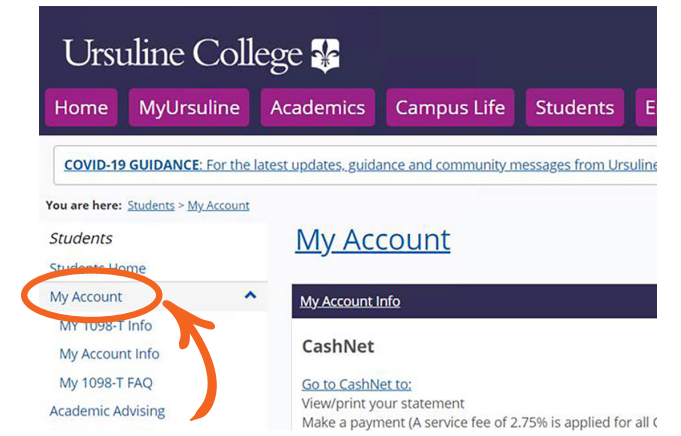 Ursuline College
Home MyUrsuline Academics Campus Life Students E
COVID-19 GUIDANCE: For the latest updates, guidance and community messages from Ursuline
You are here: Students > My Account
Students
Students Home
My Account
MY 1098-T Info
My Account Info
My 1098-T FAQ
Academic Advising
My Account
My Account Info
CashNet
Go to CashNet to:
View/print your statement
Make a payment (A service fee of 2.75% is applied for all